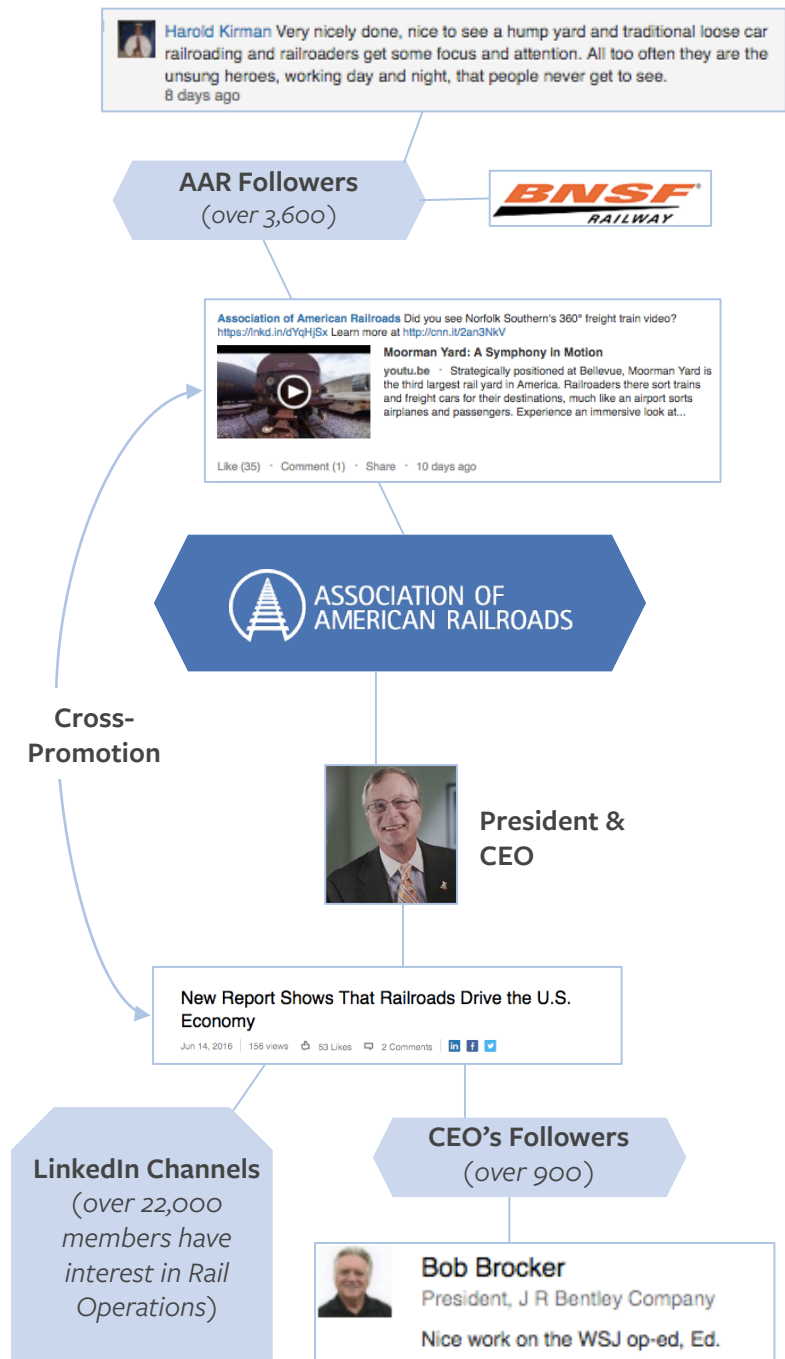 Harold Kirman Very nicely done, nice to see a hump yard and traditional loose car
railroading and railroaders get some focus and attention. All too often they are the
unsung heroes, working day and night, that people never get to see.
8 days ago
AAR Followers
(over 3,600)
BNSF
RAILWAY
Association of American Railroads Did you see Norfolk Southern's 360° freight train video?
https://lnkd.in/dYqHjSx Learn more at http://cnn.it/2an3NkV
Moorman Yard: A Symphony in Motion
youtu.be · Strategically positioned at Bellevue, Moorman Yard is
the third largest rail yard in America. Railroaders there sort trains
and freight cars for their destinations, much like an airport sorts
airplanes and passengers. Experience an immersive look at...
Like (35) · Comment (1) · Share · 10 days ago
ASSOCIATION OF
AMERICAN RAILROADS
Cross-
Promotion
President &
CEO
New Report Shows That Railroads Drive the U.S.
Economy
Jun 14, 2016 156 views 53 Likes 2 Comments in f
LinkedIn Channels
(over 22,000
members have
interest in Rail
Operations)
CEO's Followers
(over 900)
Bob Brocker
President, J R Bentley Company
Nice work on the WSJ op-ed, Ed.